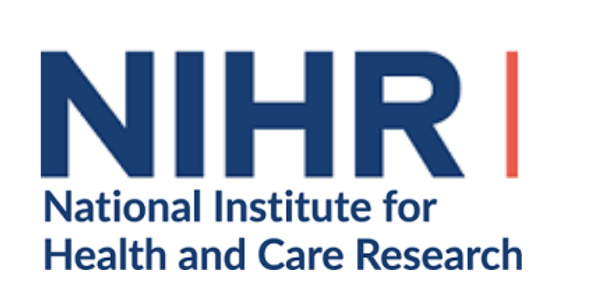 NIHR
National Institute for
Health and Care Research